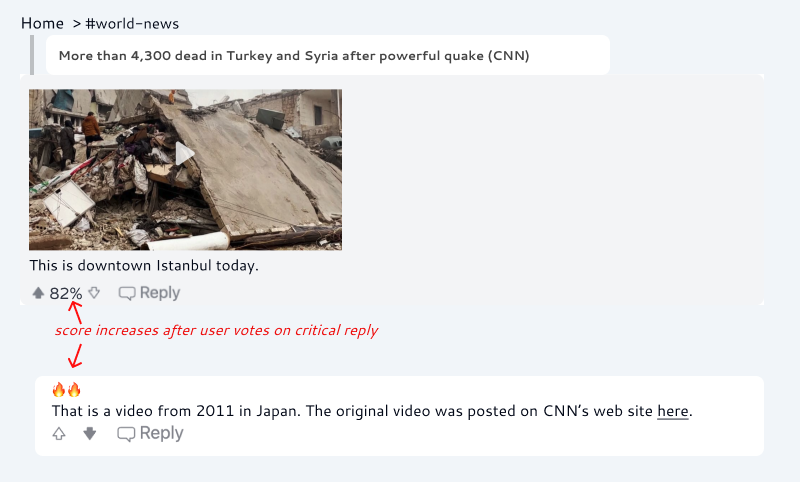 Home > #world-news
More than 4,300 dead in Turkey and Syria after powerful quake (CNN)
This is downtown Istanbul today.
82% Reply
score increases after user votes on critical reply
🔥🔥
That is a video from 2011 in Japan. The original video was posted on CNN's web site here.
Reply